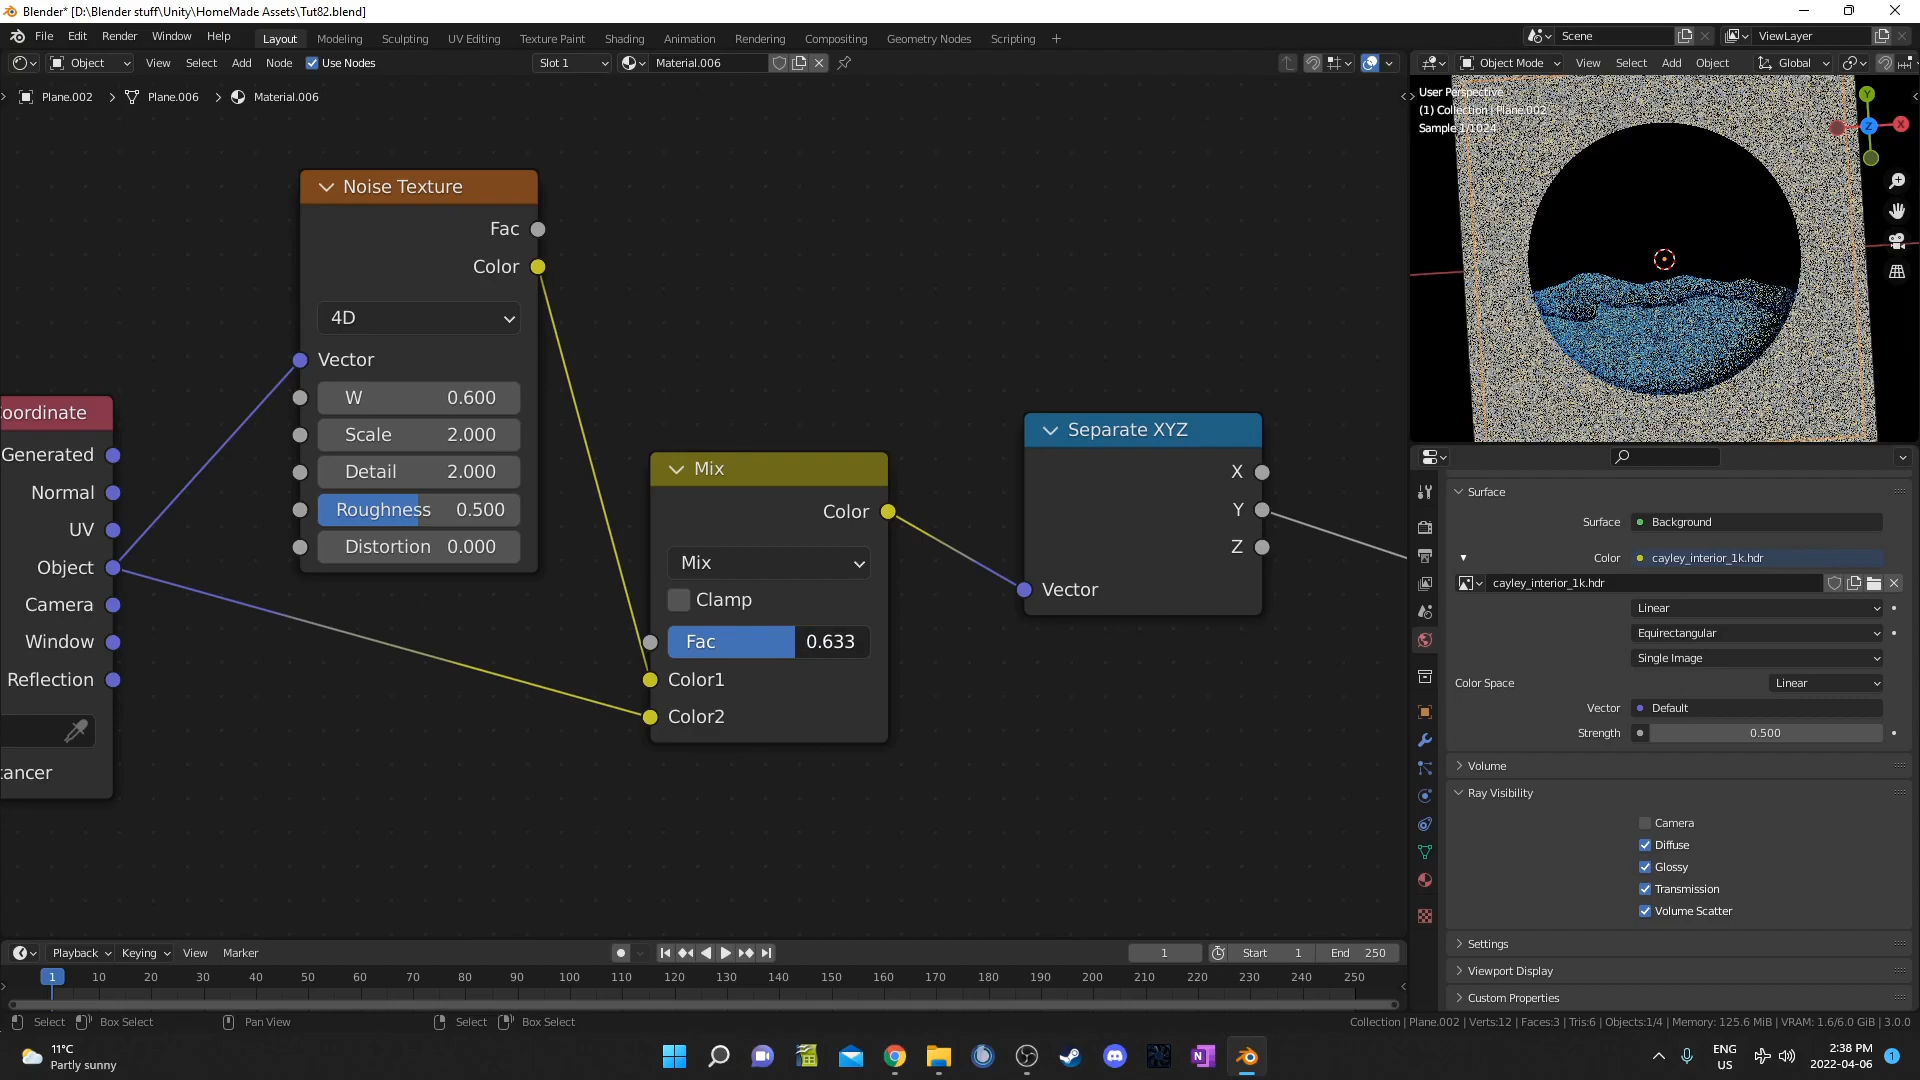 Blender* [D:\Blender stuff\Unity\HomeMade Assets\Tut82.blend]
File Edit Render Window Help Layout Modeling Sculpting UV Editing Texture Paint Shading Animation Rendering Compositing Geometry Nodes Scripting + Scene ViewLayer
Object View Select Add Node Use Nodes Slot 1 Material.006 Object Mode View Select Add Object Global
Plane.002 > Plane.006 > Material.006
User Perspective
(1) Collection | Plane.002
Sample 1/1024
Y
X
Z
Noise Texture
Fac
Color
4D
Vector
W 0.600
Scale 2.000
Detail 2.000
Roughness 0.500
Distortion 0.000
oordinate
Generated
Normal
UV
Object
Camera
Window
Reflection
tancer
Mix
Color
Mix
Clamp
Fac 0.633
Color1
Color2
Separate XYZ
X
Y
Z
Vector
Surface
Surface Background
Color cayley_interior_1k.hdr
cayley_interior_1k.hdr
Linear
Equirectangular
Single Image
Color Space Linear
Vector Default
Strength 0.500
Volume
Ray Visibility
Camera
Diffuse
Glossy
Transmission
Volume Scatter
Settings
Viewport Display
Custom Properties
Playback Keying View Marker 1 Start 1 End 250
1 10 20 30 40 50 60 70 80 90 100 110 120 130 140 150 160 170 180 190 200 210 220 230 240 250
Select Box Select Pan View Select Box Select Collection | Plane.002 | Verts:12 | Faces:3 | Tris:6 | Objects:1/4 | Memory: 125.6 MiB | VRAM: 1.6/6.0 GiB | 3.0.0
11°C
Partly sunny
N
ENG
US
2:38 PM
2022-04-06
1